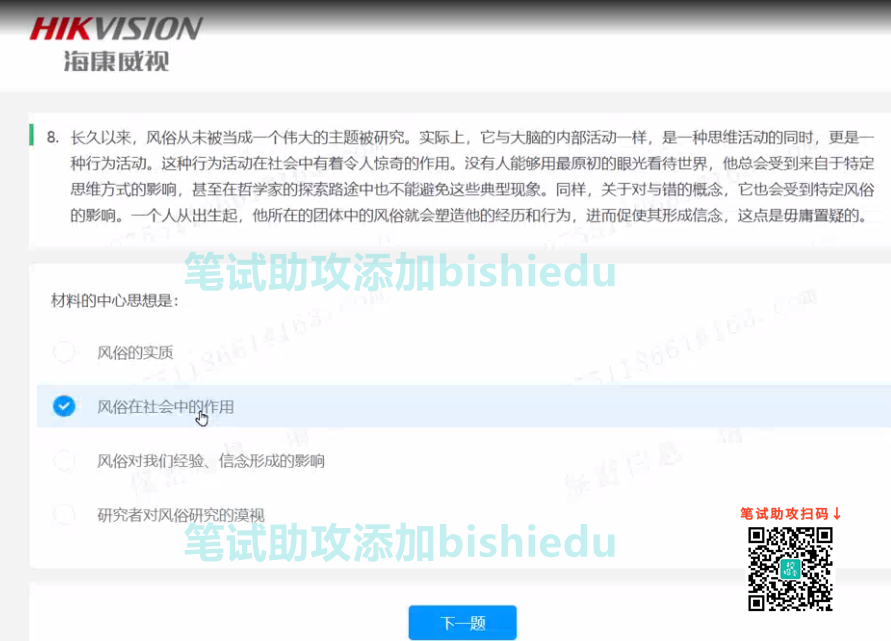 HIKVISION
海康威视
8. 长久以来，风俗从未被当成一个伟大的主题被研究。实际上，它与大脑的内部活动一样，是一种思维活动的同时，更是一
种行为活动。这种行为活动在社会中有着令人惊奇的作用。没有人能够用最原初的眼光看待世界，他总会受到来自于特定
思维方式的影响，甚至在哲学家的探索路途中也不能避免这些典型现象。同样，关于对与错的概念，它也会受到特定风俗
的影响。一个人从出生起，他所在的团体中的风俗就会塑造他的经历和行为，进而促使其形成信念，这点是毋庸置疑的。
笔试助攻添加bishiedu
材料的中心思想是：
风俗的实质
风俗在社会中的作用
风俗对我们经验、信念形成的影响
研究者对风俗研究的漠视
笔试助攻扫码↓
笔试助攻添加bishiedu
下一题